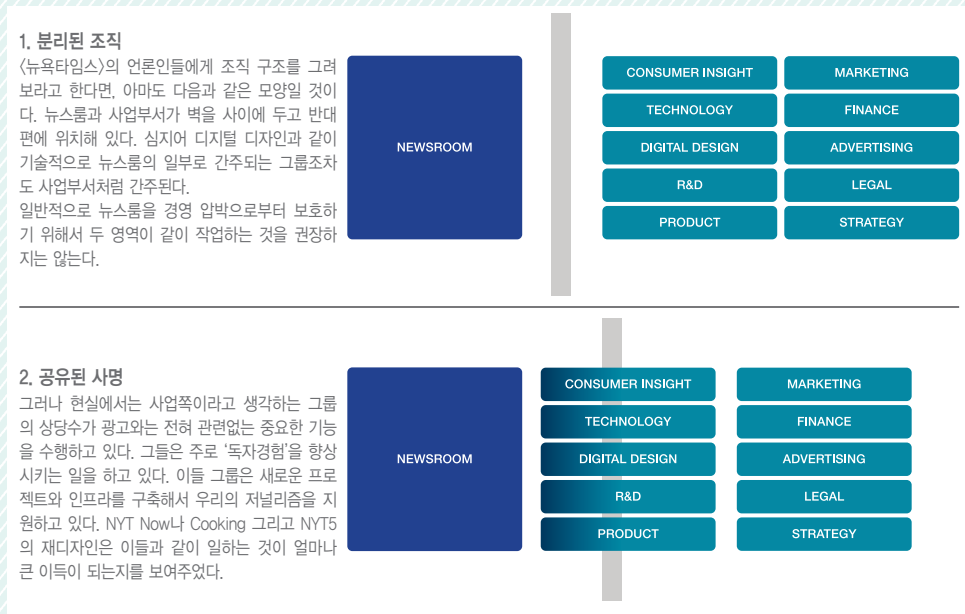 1. 분리된 조직
〈뉴욕타임스〉의 언론인들에게 조직 구조를 그려
보라고 한다면, 아마도 다음과 같은 모양일 것이
다. 뉴스룸과 사업부서가 벽을 사이에 두고 반대
편에 위치해 있다. 심지어 디지털 디자인과 같이
기술적으로 뉴스룸의 일부로 간주되는 그룹조차
도 사업부서처럼 간주된다.
일반적으로 뉴스룸을 경영 압박으로부터 보호하
기 위해서 두 영역이 같이 작업하는 것을 권장하
지는 않는다.
NEWSROOM
CONSUMER INSIGHT
MARKETING
TECHNOLOGY
FINANCE
DIGITAL DESIGN
ADVERTISING
R&D
LEGAL
PRODUCT
STRATEGY
2. 공유된 사명
그러나 현실에서는 사업쪽이라고 생각하는 그룹
의 상당수가 광고와는 전혀 관련없는 중요한 기능
을 수행하고 있다. 그들은 주로 ‘독자경험’을 향상
시키는 일을 하고 있다. 이들 그룹은 새로운 프로
젝트와 인프라를 구축해서 우리의 저널리즘을 지
원하고 있다. NYT Now나 Cooking 그리고 NYT5
의 재디자인은 이들과 같이 일하는 것이 얼마나
큰 이득이 되는지를 보여주었다.
NEWSROOM
CONSUMER INSIGHT
MARKETING
TECHNOLOGY
FINANCE
DIGITAL DESIGN
ADVERTISING
R&D
LEGAL
PRODUCT
STRATEGY